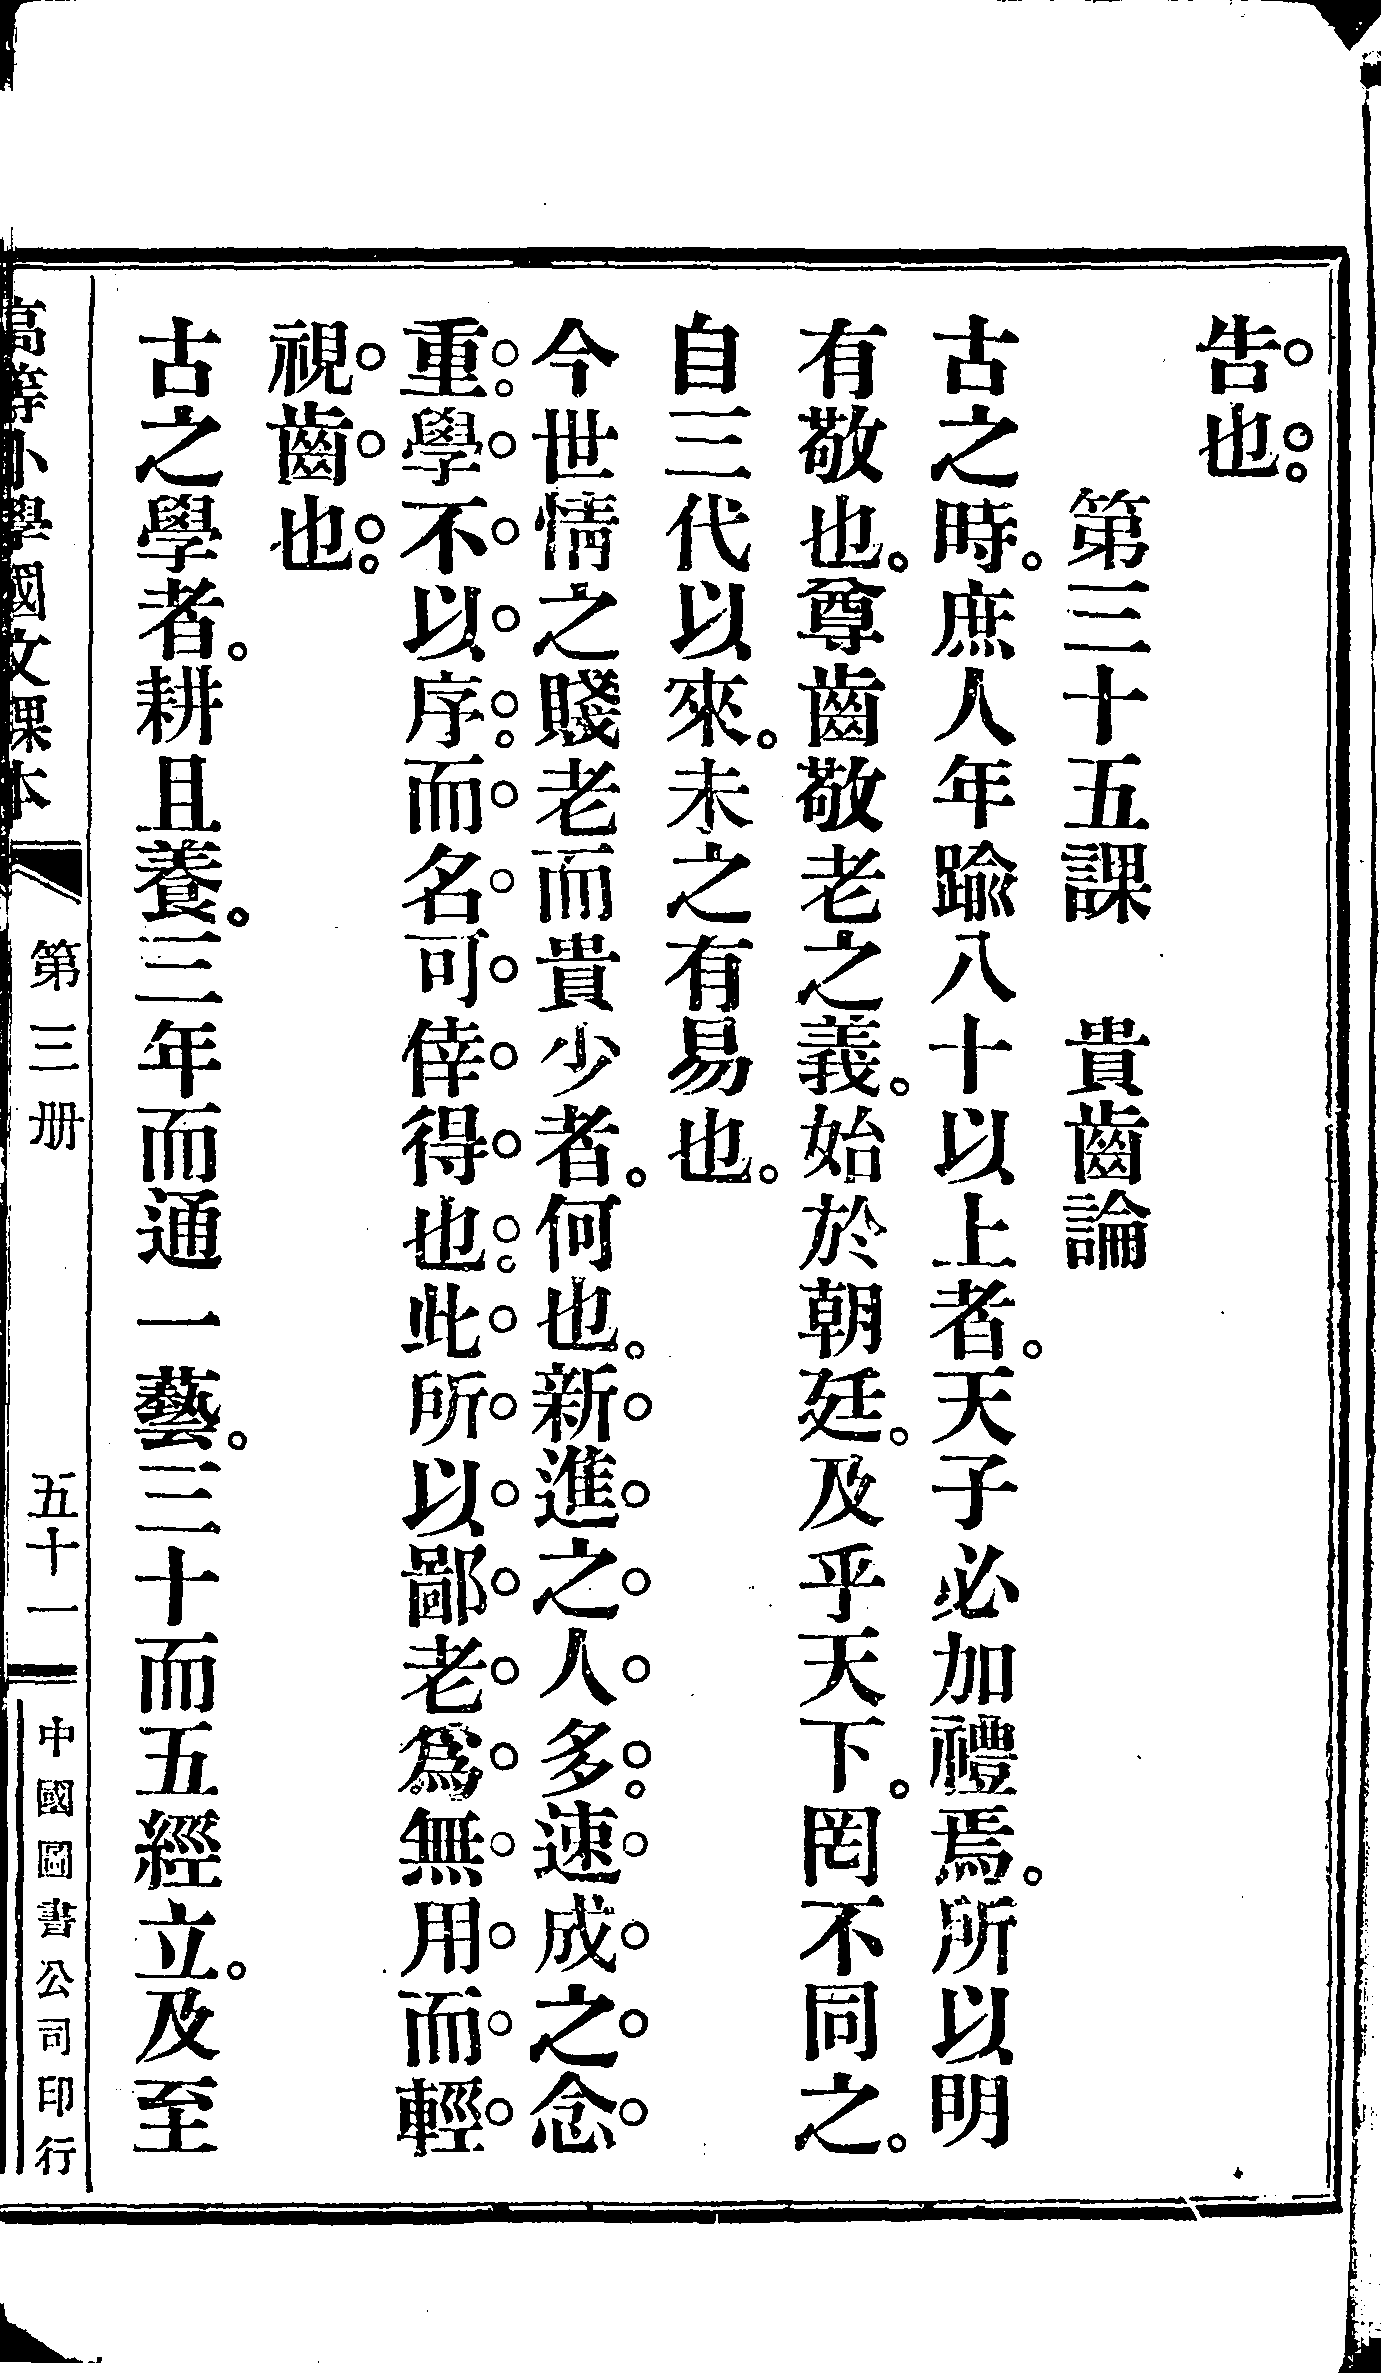 告也。
第三十五課　貴齒論
古之時。庶人年踰八十以上者。天子必加禮焉。所以明
有敬也。尊齒敬老之義。始於朝廷。及乎天下。罔不同之。
自三代以來。未之有易也。
今世情之賤老而貴少者。何也。新進之人多。速成之念
重。學不以序。而名可倖得也。此所以鄙老爲無用而輕
視齒也。
古之學者。耕且養。三年而通一藝。三十而五經立。及至
高等小學國文課本
第三册
五十一
中國圖書公司印行